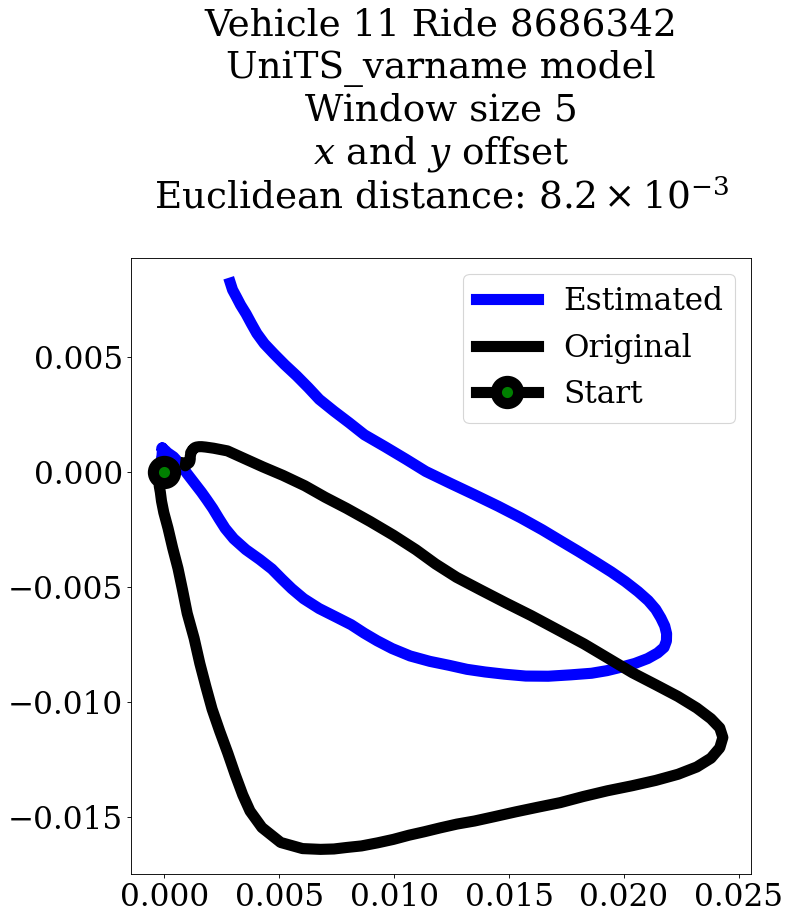 Vehicle 11 Ride 8686342
UniTS_varname model
Window size 5
x and y offset
Euclidean distance: 8.2 × 10⁻³
Estimated
Original
Start
0.005
0.000
−0.005
−0.010
−0.015
0.000 0.005 0.010 0.015 0.020 0.025